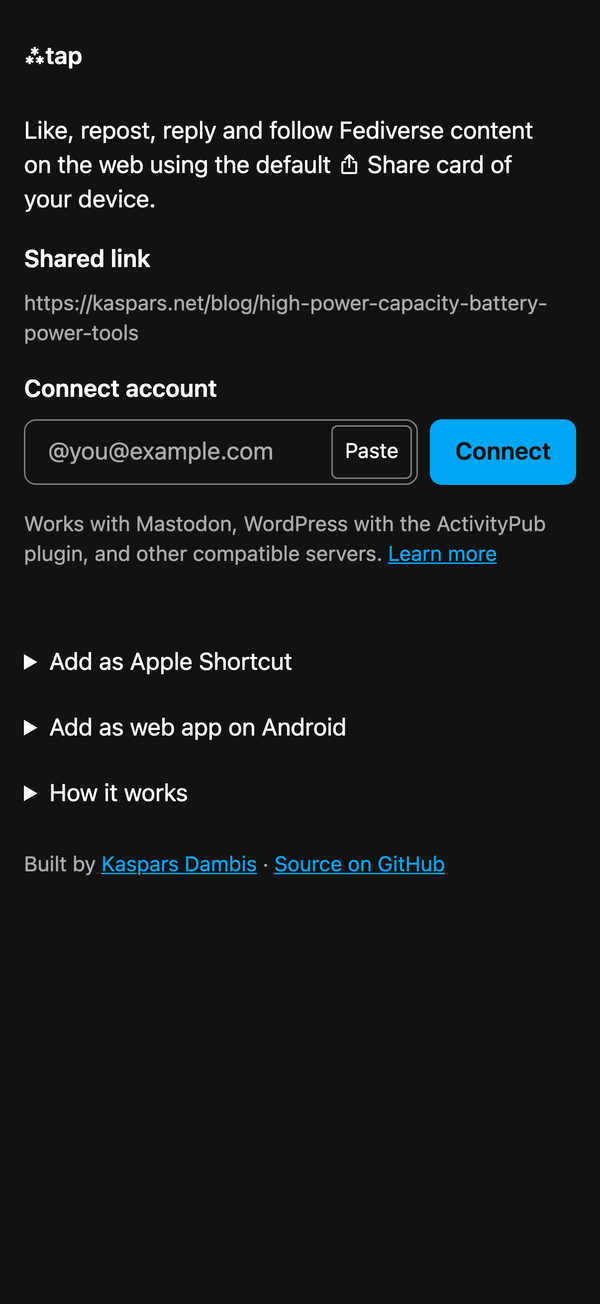 ⁂tap
Like, repost, reply and follow Fediverse content
on the web using the default Share card of
your device.
Shared link
https://kaspars.net/blog/high-power-capacity-battery-
power-tools
Connect account
@you@example.com Paste Connect
Works with Mastodon, WordPress with the ActivityPub
plugin, and other compatible servers. Learn more
Add as Apple Shortcut
Add as web app on Android
How it works
Built by Kaspars Dambis · Source on GitHub